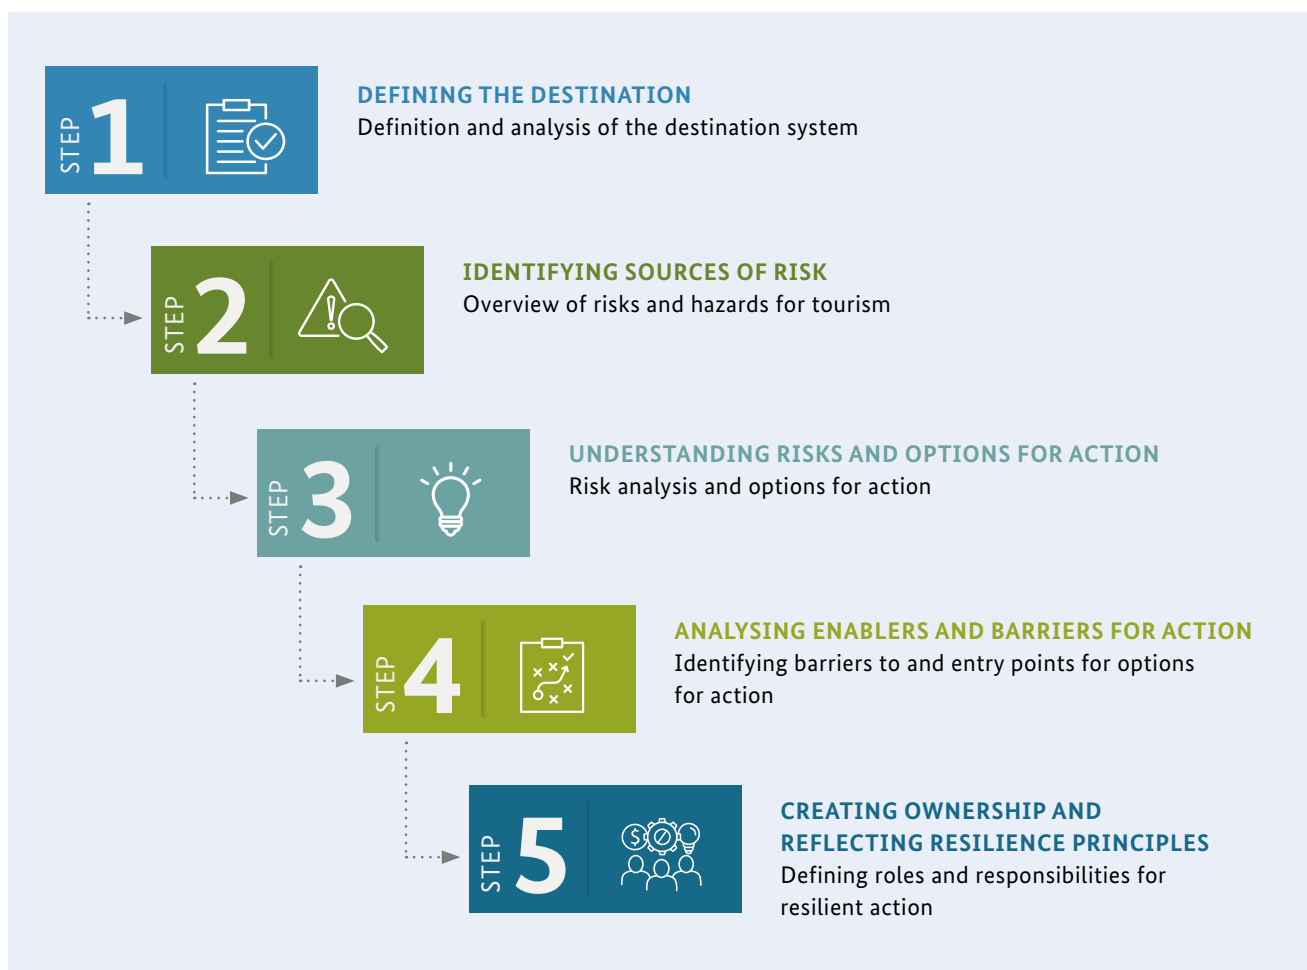 STEP 1
DEFINING THE DESTINATION
Definition and analysis of the destination system
STEP 2
IDENTIFYING SOURCES OF RISK
Overview of risks and hazards for tourism
STEP 3
UNDERSTANDING RISKS AND OPTIONS FOR ACTION
Risk analysis and options for action
STEP 4
ANALYSING ENABLERS AND BARRIERS FOR ACTION
Identifying barriers to and entry points for options
for action
STEP 5
CREATING OWNERSHIP AND
REFLECTING RESILIENCE PRINCIPLES
Defining roles and responsibilities for
resilient action